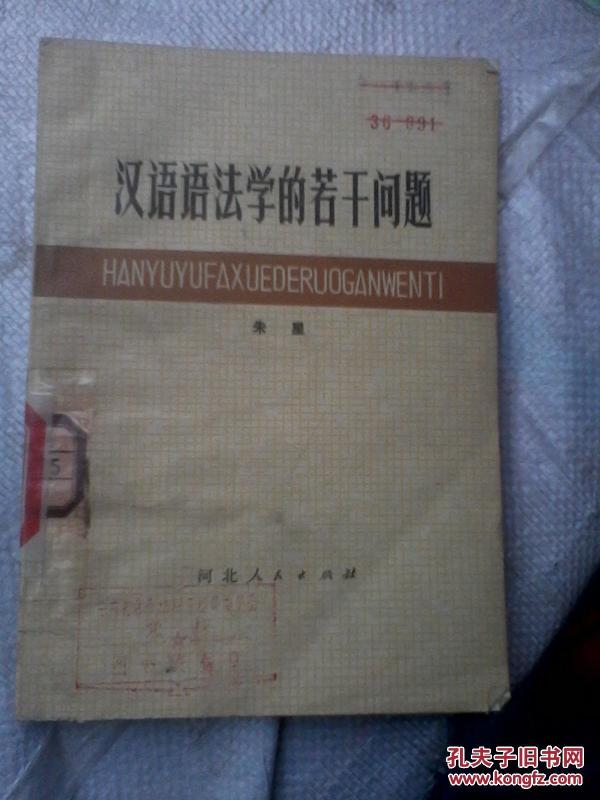 36-091
汉语语法学的若干问题
HANYUYUFAXUEDERUOGANWENTI
朱 星
5
河北人民出版社
孔夫子旧书网
www.kongfz.com